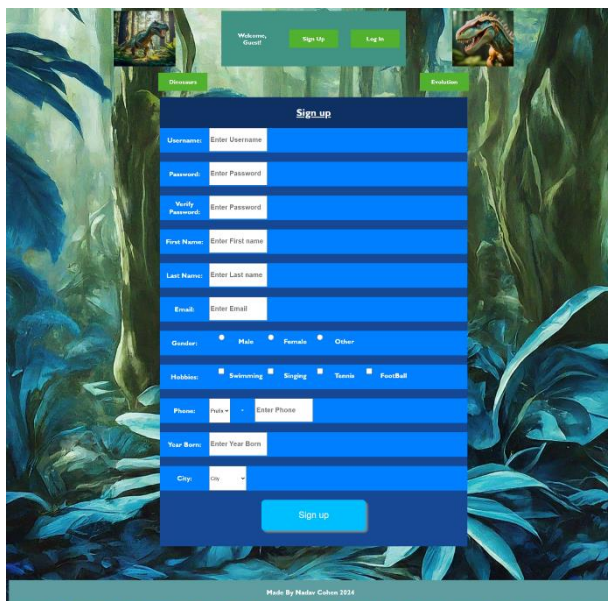 Welcome,
Guest!
Sign Up
Log In
Dinosaurs
Evolution
Sign up
Username:
Enter Username
Password:
Enter Password
Verify
Password:
Enter Password
First Name:
Enter First name
Last Name:
Enter Last name
Email:
Enter Email
Gender:
Male
Female
Other
Hobbies:
Swimming
Singing
Tennis
FootBall
Phone:
Prefix
-
Enter Phone
Year Born:
Enter Year Born
City:
City
Sign up
Made By Nadav Cohen 2024